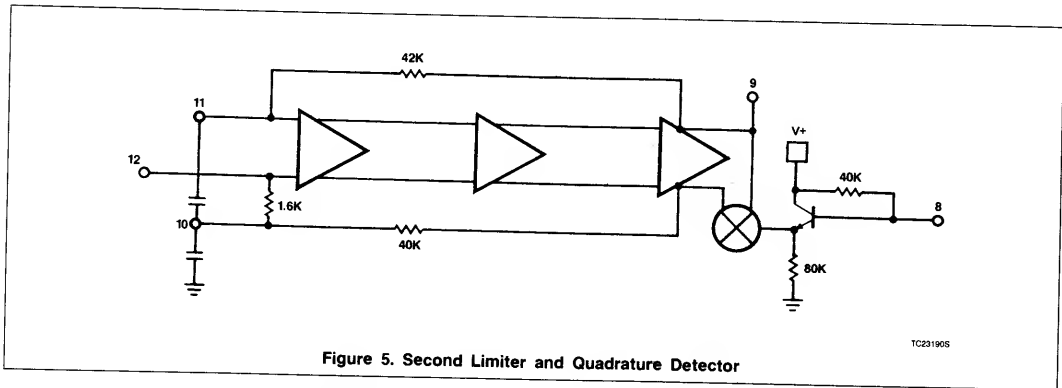 42K
11
9
V+
12
40K
1.6K
10
8
40K
80K
TC23190S
Figure 5. Second Limiter and Quadrature Detector